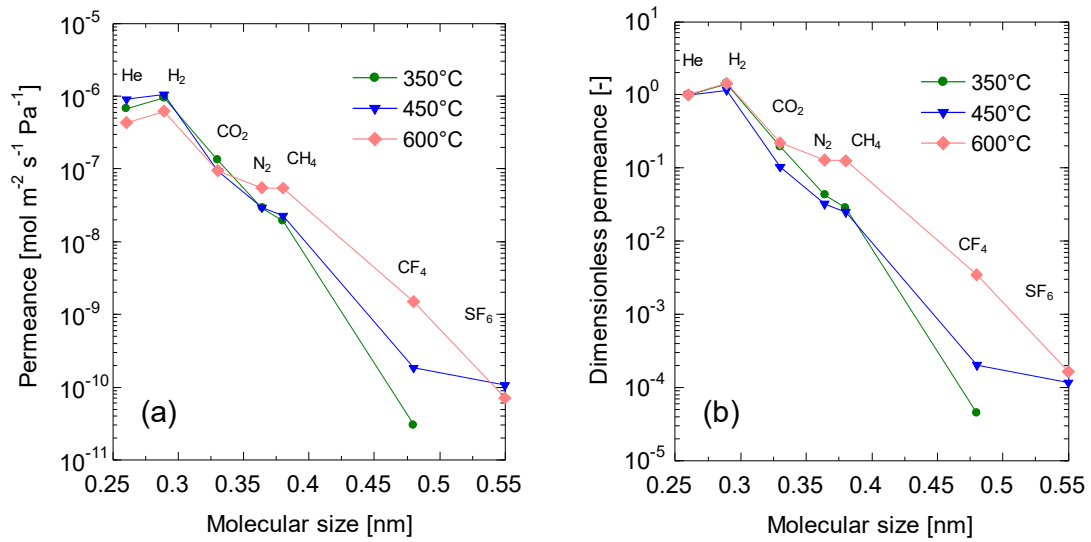 10⁻⁵
10⁻⁶
10⁻⁷
10⁻⁸
10⁻⁹
10⁻¹⁰
10⁻¹¹
Permeance [mol m⁻² s⁻¹ Pa⁻¹]
He
H₂
CO₂
N₂
CH₄
CF₄
SF₆
350°C
450°C
600°C
(a)
0.25 0.3 0.35 0.4 0.45 0.5 0.55
Molecular size [nm]
10¹
10⁰
10⁻¹
10⁻²
10⁻³
10⁻⁴
10⁻⁵
Dimensionless permeance [-]
He
H₂
CO₂
N₂
CH₄
CF₄
SF₆
350°C
450°C
600°C
(b)
0.25 0.3 0.35 0.4 0.45 0.5 0.55
Molecular size [nm]